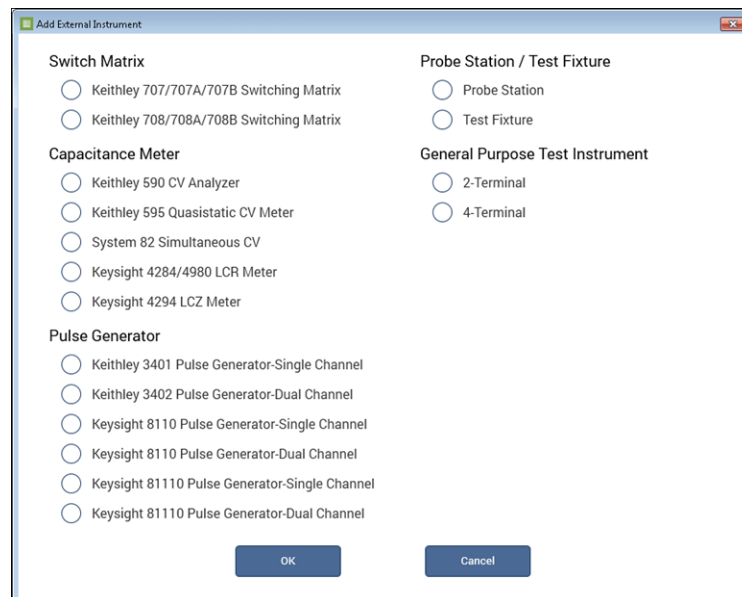 Add External Instrument
Switch Matrix
Keithley 707/707A/707B Switching Matrix
Keithley 708/708A/708B Switching Matrix
Capacitance Meter
Keithley 590 CV Analyzer
Keithley 595 Quasistatic CV Meter
System 82 Simultaneous CV
Keysight 4284/4980 LCR Meter
Keysight 4294 LCZ Meter
Pulse Generator
Keithley 3401 Pulse Generator-Single Channel
Keithley 3402 Pulse Generator-Dual Channel
Keysight 8110 Pulse Generator-Single Channel
Keysight 8110 Pulse Generator-Dual Channel
Keysight 81110 Pulse Generator-Single Channel
Keysight 81110 Pulse Generator-Dual Channel
Probe Station / Test Fixture
Probe Station
Test Fixture
General Purpose Test Instrument
2-Terminal
4-Terminal
OK
Cancel